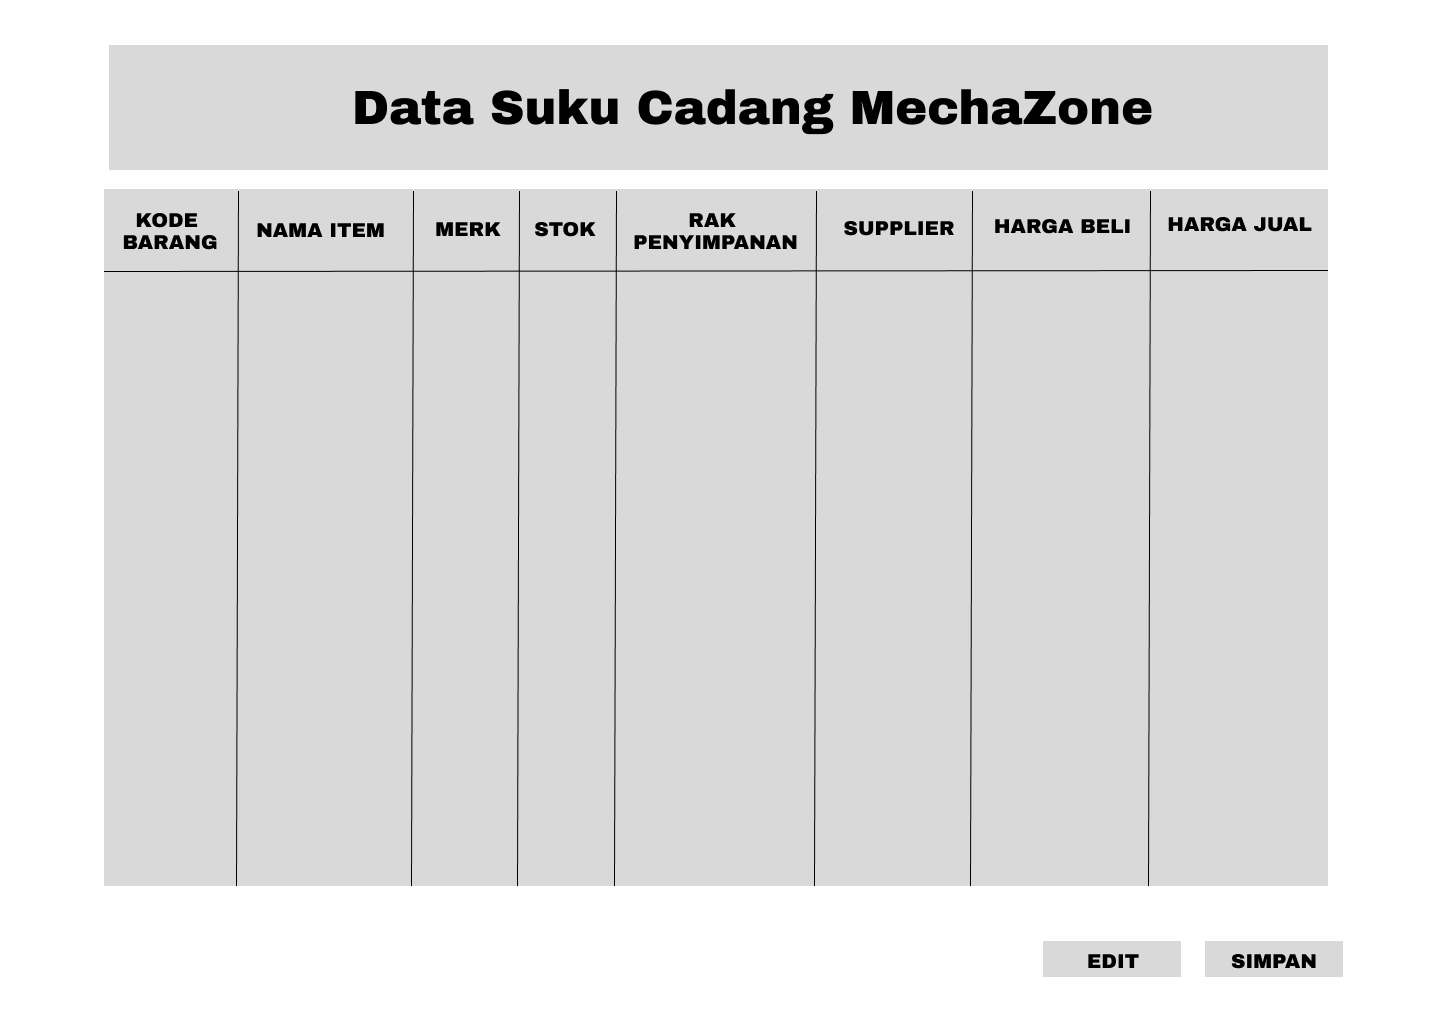 Data Suku Cadang MechaZone
KODE
BARANG
NAMA ITEM
MERK
STOK
RAK
PENYIMPANAN
SUPPLIER
HARGA BELI
HARGA JUAL
EDIT
SIMPAN